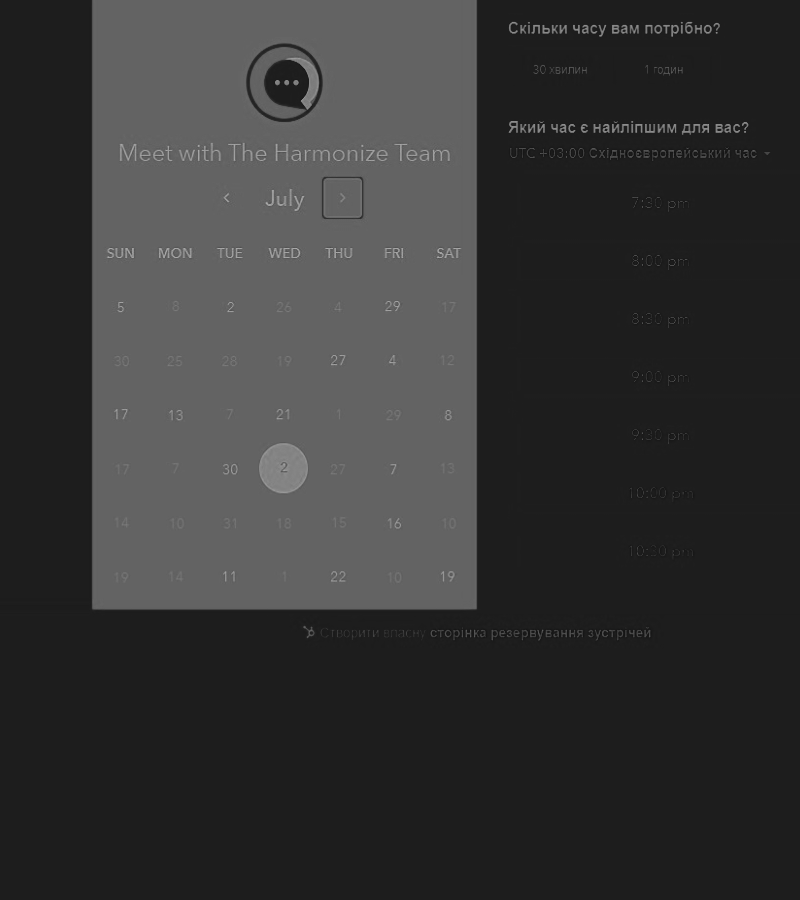 Meet with The Harmonize Team
July
SUN MON TUE WED THU FRI SAT
5 8 2 26 4 29 17
30 25 28 19 27 4 12
17 13 7 21 1 29 8
17 7 30 2 27 7 13
14 10 31 18 15 16 10
19 14 11 1 22 10 19
Скільки часу вам потрібно?
30 хвилин 1 годин
Який час є найліпшим для вас?
UTC +03:00 Східноєвропейський час
7:30 pm
8:00 pm
8:30 pm
9:00 pm
9:30 pm
10:00 pm
10:30 pm
Створити власну сторінка резервування зустрічей